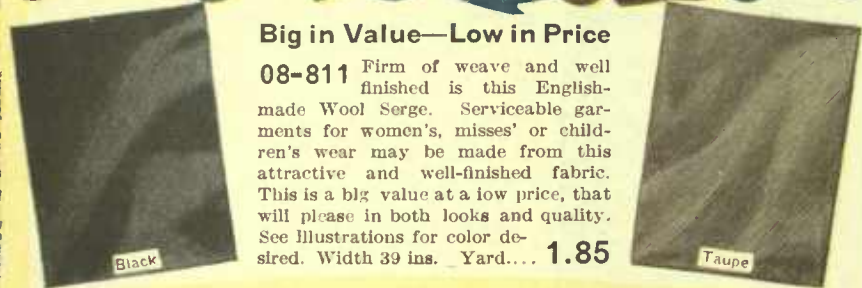 Big in Value—Low in Price
08-811 Firm of weave and well
finished is this English-
made Wool Serge. Serviceable gar-
ments for women's, misses' or child-
ren's wear may be made from this
attractive and well-finished fabric.
This is a big value at a low price, that
will please in both looks and quality.
See Illustrations for color de-
sired. Width 39 ins. Yard.... 1.85
Black
Taupe